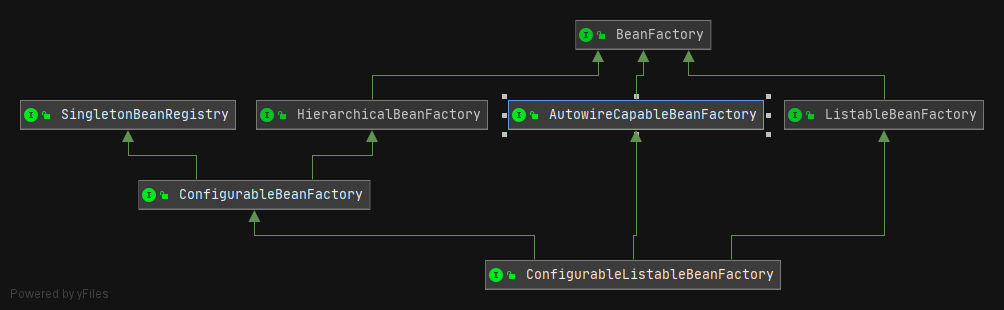 BeanFactory
SingletonBeanRegistry
HierarchicalBeanFactory
AutowireCapableBeanFactory
ListableBeanFactory
ConfigurableBeanFactory
ConfigurableListableBeanFactory
Powered by yFiles